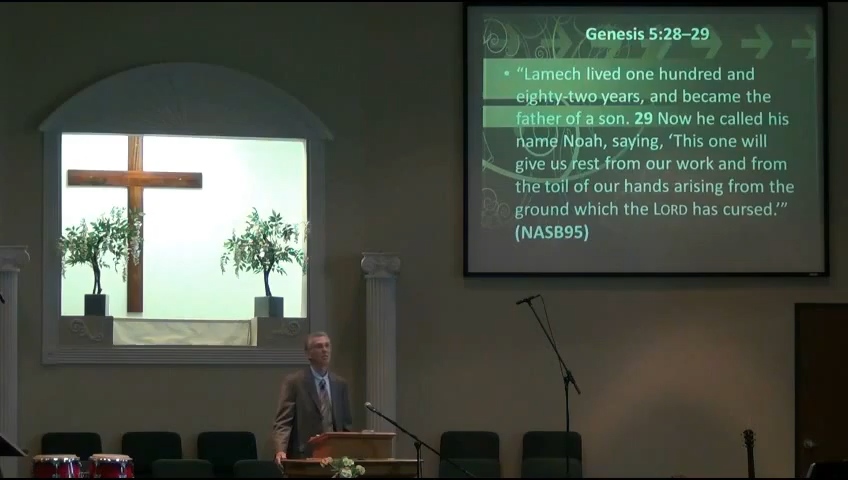 Genesis 5:28–29
• “Lamech lived one hundred and
eighty-two years, and became the
father of a son. 29 Now he called his
name Noah, saying, ‘This one will
give us rest from our work and from
the toil of our hands arising from the
ground which the LORD has cursed.’”
(NASB95)